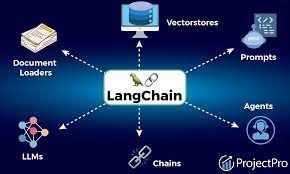 Vectorstores
Document
Loaders
Prompts
LangChain
Agents
LLMs
Chains
ProjectPro